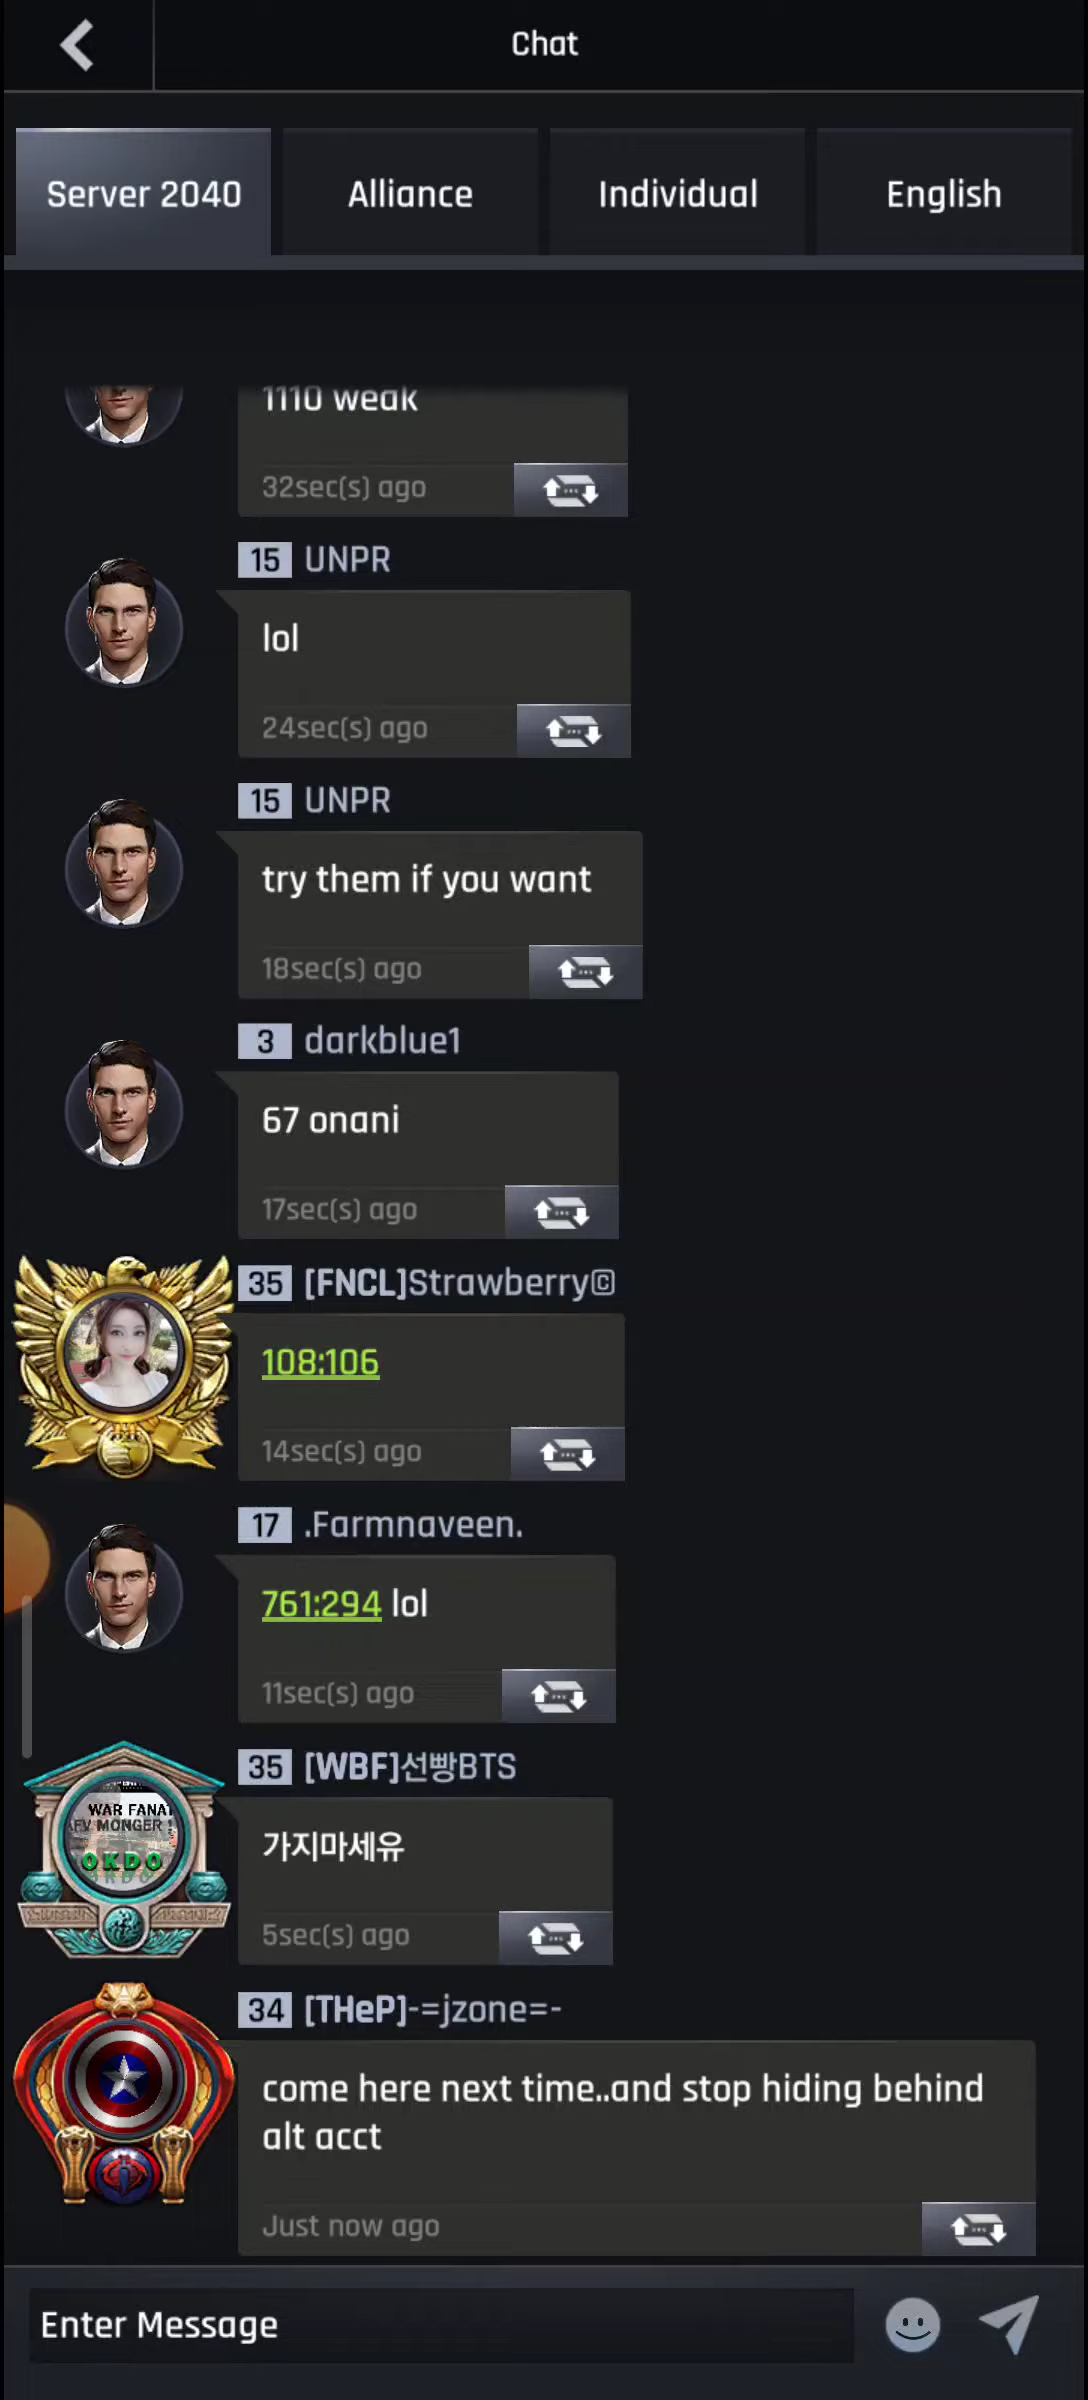 Chat
Server 2040
Alliance
Individual
English
1110 weak
32sec(s) ago
15 UNPR
lol
24sec(s) ago
15 UNPR
try them if you want
18sec(s) ago
3 darkblue1
67 onani
17sec(s) ago
35 [FNCL]Strawberry©
108:106
14sec(s) ago
17 .Farmnaveen.
761:294 lol
11sec(s) ago
35 [WBF]선빵BTS
WAR FANAT
AFV MONGER
OKDO
가지마세유
5sec(s) ago
34 [THeP]-=jzone=-
come here next time..and stop hiding behind
alt acct
Just now ago
Enter Message